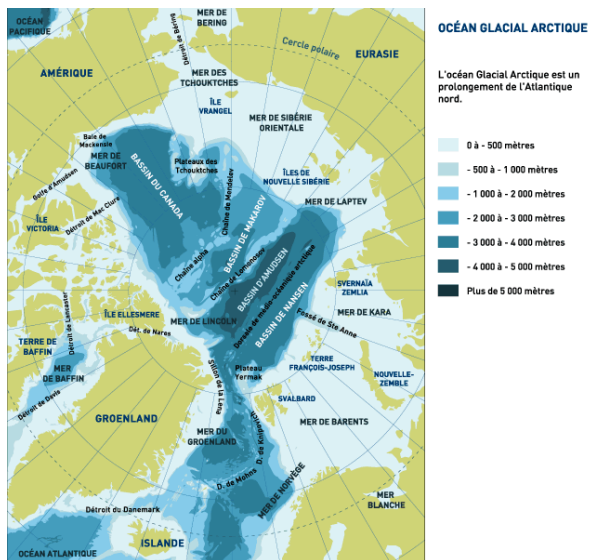 OCÉAN GLACIAL ARCTIQUE
L'océan Glacial Arctique est un
prolongement de l'Atlantique
nord.
0 à - 500 mètres
- 500 à - 1 000 mètres
- 1 000 à - 2 000 mètres
- 2 000 à - 3 000 mètres
- 3 000 à - 4 000 mètres
- 4 000 à - 5 000 mètres
Plus de 5 000 mètres
OCÉAN
PACIFIQUE
Détroit de Béring
MER DE
BERING
Cercle polaire
EURASIE
AMÉRIQUE
MER DES
TCHOUKTCHES
ÎLE
VRANGEL
MER DE SIBÉRIE
ORIENTALE
Baie de
Mackensie
MER DE
BEAUFORT
Plateaux des
Tchouktches
ÎLES DE
NOUVELLE SIBÉRIE
BASSIN DU CANADA
Chaîne de Mendelev
BASSIN DE MAKAROV
MER DE LAPTEV
Golfe d'Amudsen
ÎLE
VICTORIA
Détroit de Mac Clure
Chaîne alpha
Chaîne de Lomonosov
BASSIN D'AMUDSEN
Dorsale de médio-océanique arctique
BASSIN DE NANSEN
SVERNAÏA
ZEMLIA
Fossé de Ste Anne
MER DE KARA
Détroit de Lancaster
ÎLE ELLESMERE
Dét. de Nares
MER DE LINCOLN
TERRE DE
BAFFIN
MER
DE BAFFIN
Détroit de Davis
Sillon de la Lena
Plateau
Yermak
TERRE
FRANÇOIS-JOSEPH
NOUVELLE-
ZEMBLE
SVALBARD
GROENLAND
MER DU
GROENLAND
D. de Knipovich
MER DE BARENTS
D. de Mohns
MER DE NORVÈGE
MER
BLANCHE
Détroit du Danemark
ISLANDE
OCÉAN ATLANTIQUE